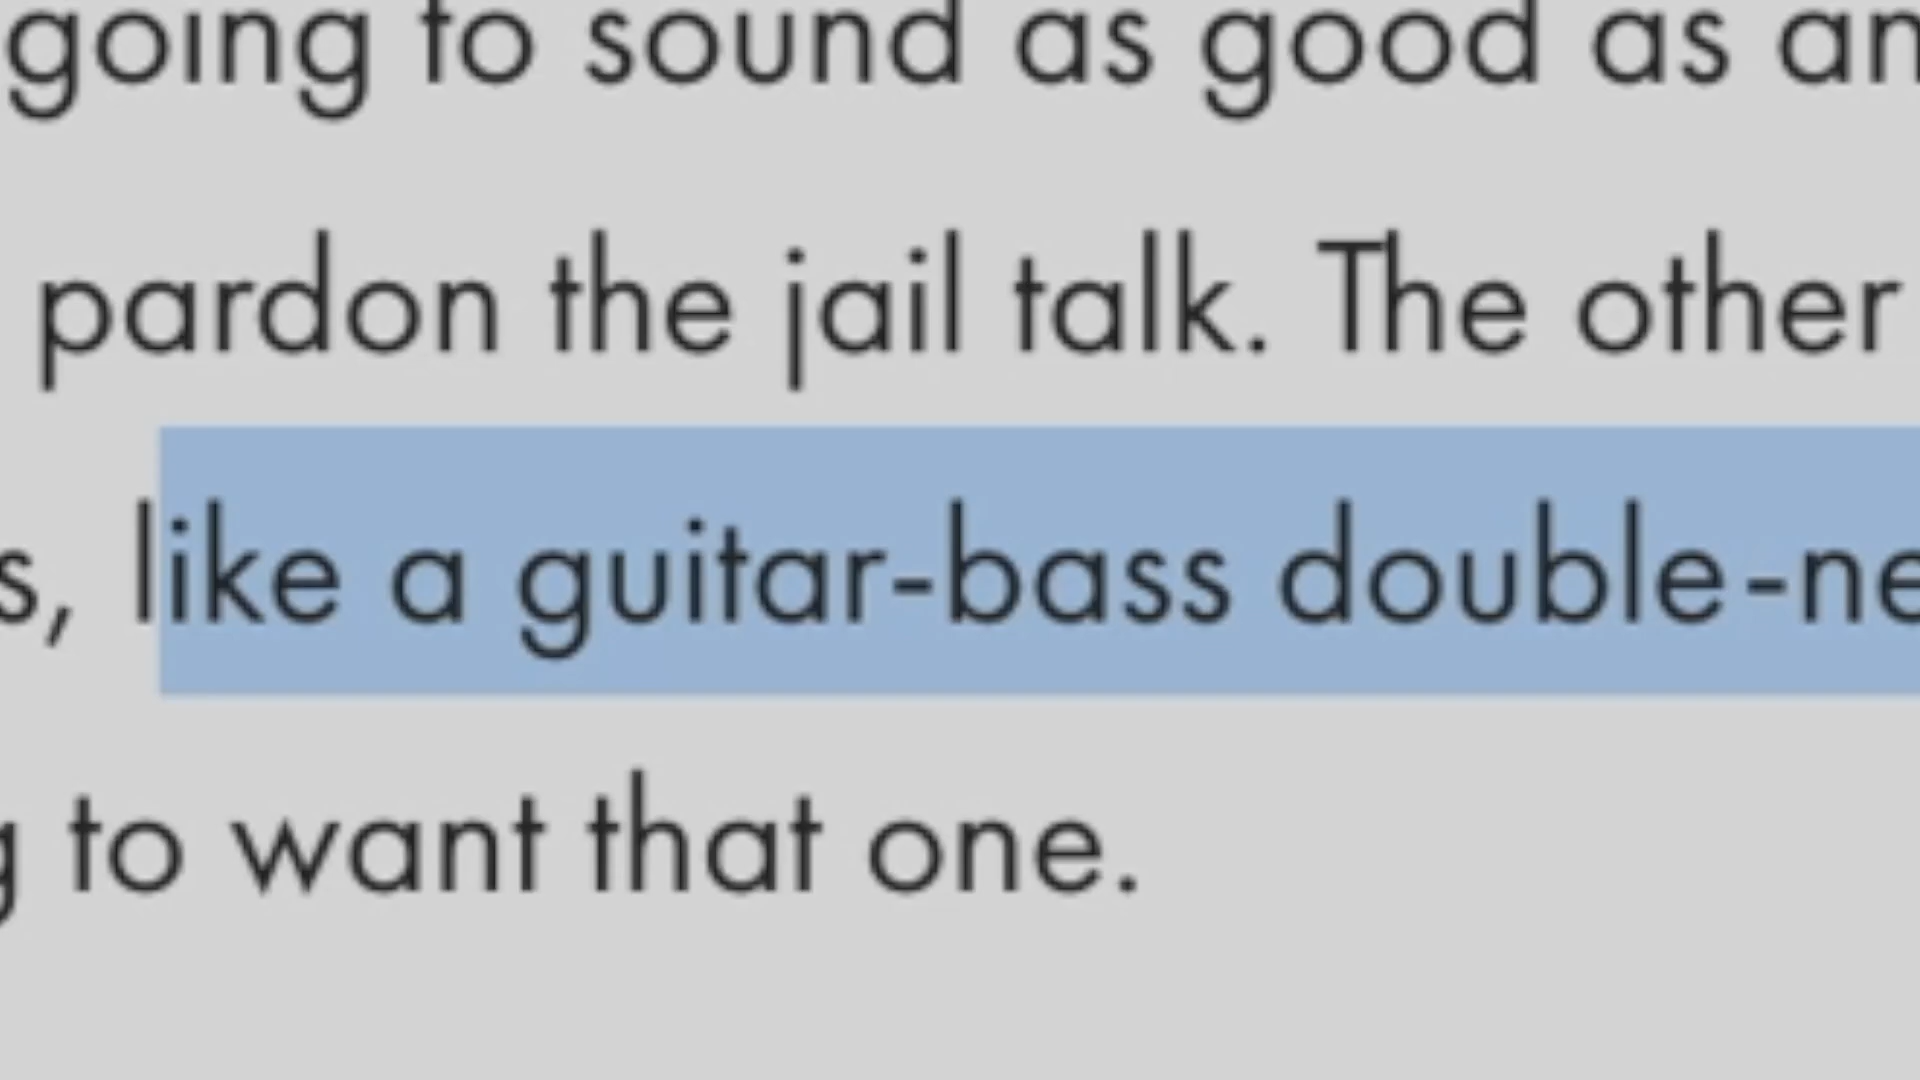 going to sound as good as an
pardon the jail talk. The other
s, like a guitar-bass double-ne
g to want that one.